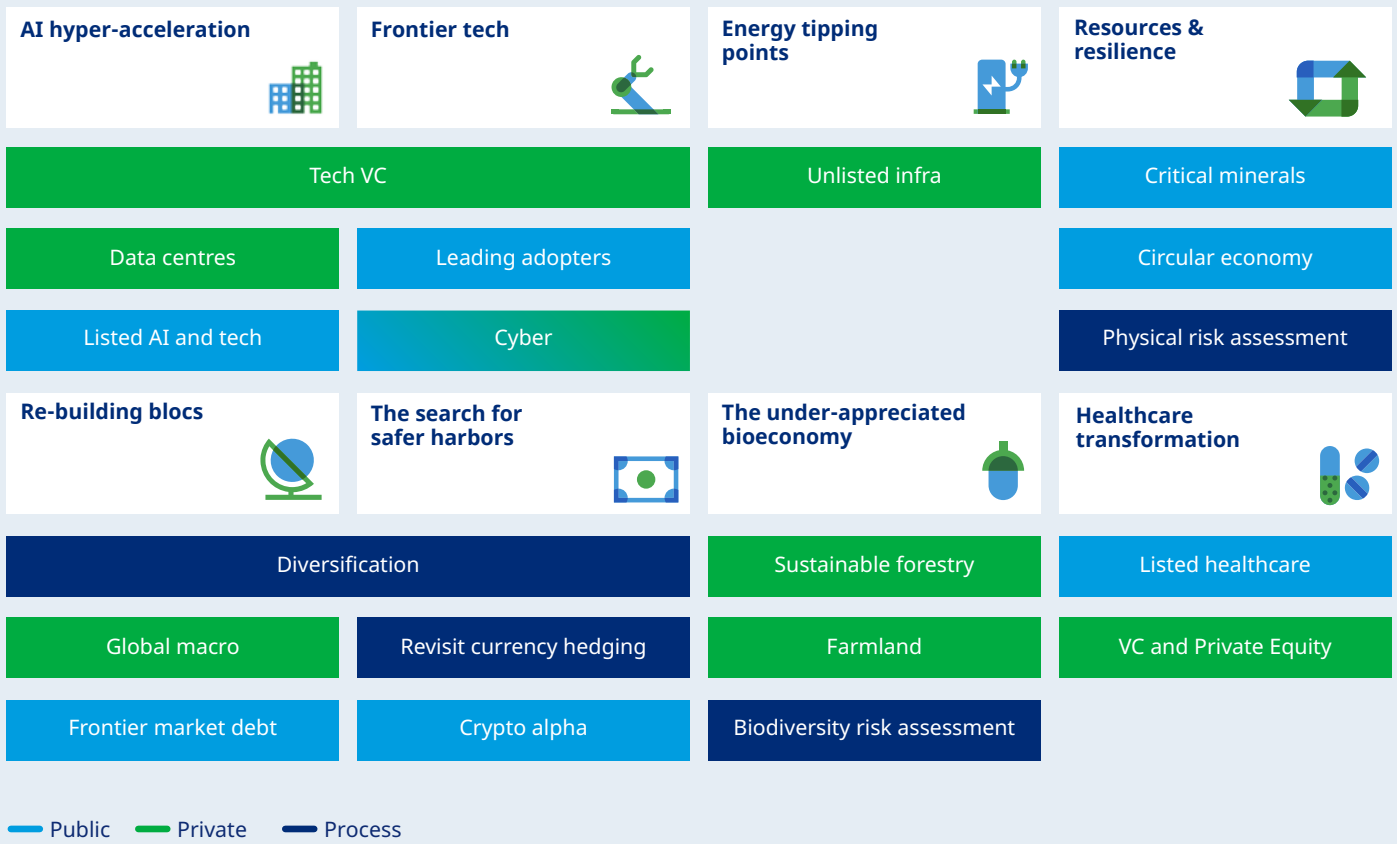 AI hyper-acceleration
Frontier tech
Energy tipping
points
Resources &
resilience
Tech VC
Unlisted infra
Critical minerals
Data centres
Leading adopters
Circular economy
Listed AI and tech
Cyber
Physical risk assessment
Re-building blocs
The search for
safer harbors
The under-appreciated
bioeconomy
Healthcare
transformation
Diversification
Sustainable forestry
Listed healthcare
Global macro
Revisit currency hedging
Farmland
VC and Private Equity
Frontier market debt
Crypto alpha
Biodiversity risk assessment
Public
Private
Process